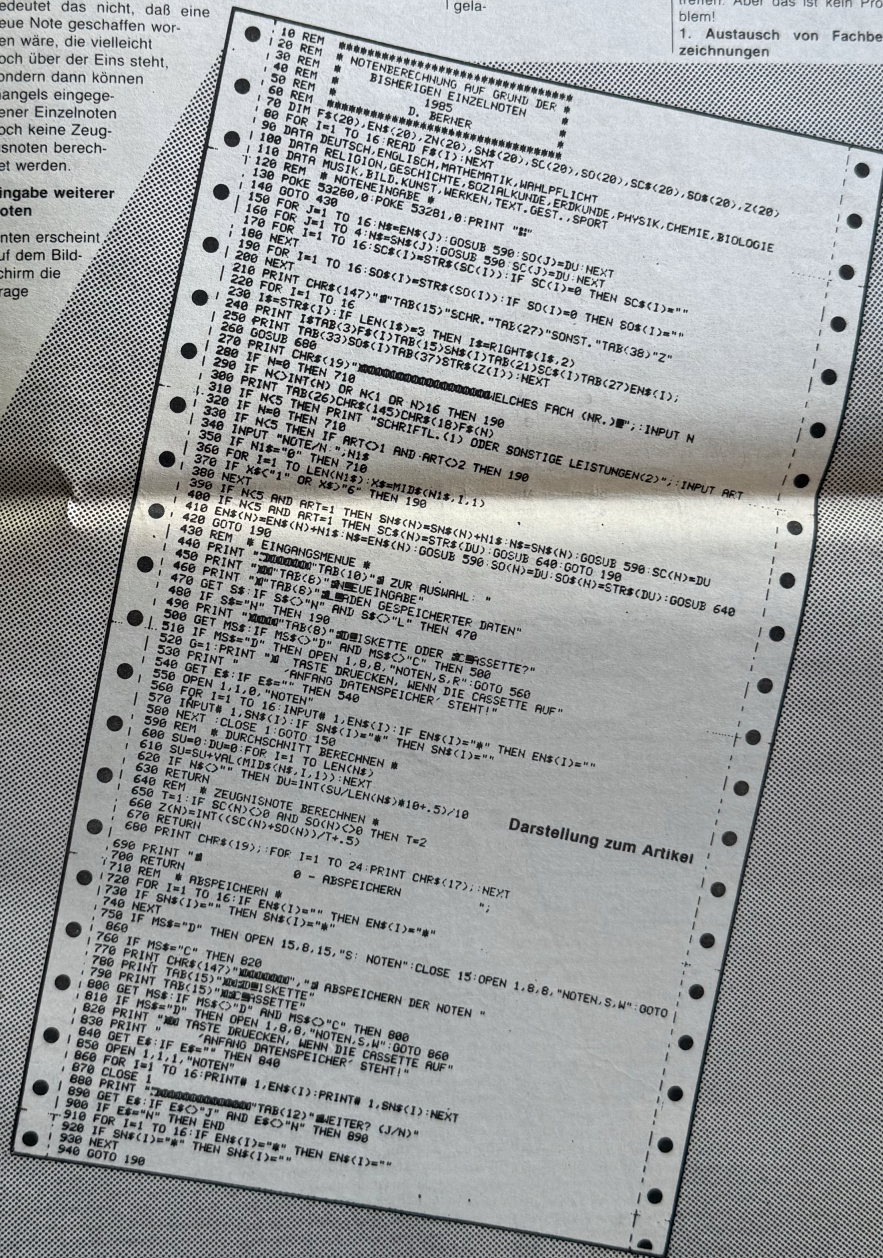 edeutet das nicht, daß eine
eue Note geschaffen wor-
en wäre, die vielleicht
och über der Eins steht,
ondern dann können
nangels eingege-
ener Einzelnoten
och keine Zeug-
isnoten berech-
et werden.
ingabe weiterer
oten
nten erscheint
uf dem Bild-
chirm die
rage
gela-
treffen. Aber das ist kein Pro
blem!
1. Austausch von Fachbe
zeichnungen
10 REM ******************************
20 REM * NOTENBERECHNUNG AUF GRUND DER *
30 REM * BISHERIGEN EINZELNOTEN *
40 REM * 1985 *
50 REM * D. BERNER *
60 REM ******************************
70 DIM F$(20),EN$(20),ZN(20),SN$(20),SC(20),SO(20),SC$(20),SO$(20),Z(20)
80 FOR I=1 TO 16:READ F$(I):NEXT
90 DATA DEUTSCH,ENGLISCH,MATHEMATIK,WAHLPFLICHT
100 DATA RELIGION,GESCHICHTE,SOZIALKUNDE,ERDKUNDE,PHYSIK,CHEMIE,BIOLOGIE
110 DATA MUSIK,BILD.KUNST,WERKEN,TEXT.GEST.,SPORT
120 REM * NOTENEINGABE *
130 POKE 53280,0:POKE 53281,0:PRINT " "
140 GOTO 430
150 FOR J=1 TO 16:N$=EN$(J):GOSUB 590:SO(J)=DU:NEXT
160 FOR J=1 TO 4:N$=SN$(J):GOSUB 590:SC(J)=DU:NEXT
170 FOR I=1 TO 16:SC$(I)=STR$(SC(I)):IF SC(I)=0 THEN SC$(I)=""
180 NEXT
190 FOR I=1 TO 16:SO$(I)=STR$(SO(I)):IF SO(I)=0 THEN SO$(I)=""
200 NEXT
210 PRINT CHR$(147)" "TAB(15)"SCHR."TAB(27)"SONST."TAB(38)"Z"
220 FOR I=1 TO 16
230 I$=STR$(I):IF LEN(I$)=3 THEN I$=RIGHT$(I$,2)
240 PRINT I$TAB(3)F$(I)TAB(15)SN$(I)TAB(21)SC$(I)TAB(27)EN$(I);
250 PRINT TAB(33)SO$(I)TAB(37)STR$(Z(I)):NEXT
260 GOSUB 680
270 PRINT CHR$(19)" WELCHES FACH (NR.) ";:INPUT N
280 IF N=0 THEN 710
290 IF N<>INT(N) OR N<1 OR N>16 THEN 190
300 PRINT TAB(26)CHR$(145)CHR$(18)F$(N)
310 IF N<5 THEN PRINT "SCHRIFTL.(1) ODER SONSTIGE LEISTUNGEN(2)";:INPUT ART
320 IF N=0 THEN 710
330 IF N<5 THEN IF ART<>1 AND ART<>2 THEN 190
340 INPUT "NOTE/N:";N1$
350 IF N1$="0" THEN 710
360 FOR I=1 TO LEN(N1$):X$=MID$(N1$,I,1)
370 IF X$<"1" OR X$>"6" THEN 190
380 NEXT
390 IF N<5 AND ART=1 THEN SN$(N)=SN$(N)+N1$:N$=SN$(N):GOSUB 590:SC(N)=DU
400 IF N<5 AND ART=1 THEN SC$(N)=STR$(DU):GOSUB 640:GOTO 190
410 EN$(N)=EN$(N)+N1$:N$=EN$(N):GOSUB 590:SO(N)=DU:SO$(N)=STR$(DU):GOSUB 640
420 GOTO 190
430 REM * EINGANGSMENUE *
440 PRINT " "TAB(10)" ZUR AUSWAHL: "
450 PRINT " "TAB(8)" N EUEINGABE"
460 PRINT " "TAB(8)" L ADEN GESPEICHERTER DATEN"
470 GET S$:IF S$<>"N" AND S$<>"L" THEN 470
480 IF S$="N" THEN 190
490 PRINT " "TAB(8)" D ISKETTE ODER C ASSETTE?"
500 GET MS$:IF MS$<>"D" AND MS$<>"C" THEN 500
510 IF MS$="D" THEN OPEN 1,8,8,"NOTEN,S,R":GOTO 560
520 G=1:PRINT " TASTE DRUECKEN, WENN DIE CASSETTE AUF"
530 PRINT " 'ANFANG DATENSPEICHER' STEHT!"
540 GET E$:IF E$="" THEN 540
550 OPEN 1,1,0,"NOTEN"
560 FOR I=1 TO 16:INPUT# 1,EN$(I):IF EN$(I)="*" THEN EN$(I)=""
570 INPUT# 1,SN$(I):IF SN$(I)="*" THEN SN$(I)=""
580 NEXT :CLOSE 1:GOTO 150
590 REM * DURCHSCHNITT BERECHNEN *
600 SU=0:DU=0:FOR I=1 TO LEN(N$)
610 SU=SU+VAL(MID$(N$,I,1)):NEXT
620 IF N$<>"" THEN DU=INT(SU/LEN(N$)*10+.5)/10
630 RETURN
640 REM * ZEUGNISNOTE BERECHNEN *
650 T=1:IF SC(N)<>0 AND SO(N)<>0 THEN T=2
660 Z(N)=INT((SC(N)+SO(N))/T+.5)
670 RETURN
680 PRINT CHR$(19);:FOR I=1 TO 24:PRINT CHR$(17);:NEXT
690 PRINT " 0 - ABSPEICHERN ";
700 RETURN
710 REM * ABSPEICHERN *
720 FOR I=1 TO 16:IF EN$(I)="" THEN EN$(I)="*"
730 IF SN$(I)="" THEN SN$(I)="*"
740 NEXT
750 IF MS$="D" THEN OPEN 15,8,15,"S: NOTEN":CLOSE 15:OPEN 1,8,8,"NOTEN,S,W":GOTO
860
760 IF MS$="C" THEN 820
770 PRINT CHR$(147)" "," ABSPEICHERN DER NOTEN "
780 PRINT TAB(15)" D ISKETTE"
790 PRINT TAB(15)" C ASSETTE"
800 GET MS$:IF MS$<>"D" AND MS$<>"C" THEN 800
810 IF MS$="D" THEN OPEN 1,8,8,"NOTEN,S,W":GOTO 860
820 PRINT " TASTE DRUECKEN, WENN DIE CASSETTE AUF"
830 PRINT " 'ANFANG DATENSPEICHER' STEHT!"
840 GET E$:IF E$="" THEN 840
850 OPEN 1,1,1,"NOTEN"
860 FOR I=1 TO 16:PRINT# 1,EN$(I):PRINT# 1,SN$(I):NEXT
870 CLOSE 1
880 PRINT " "TAB(12)" WEITER? (J/N)"
890 GET E$:IF E$<>"J" AND E$<>"N" THEN 890
900 IF E$="N" THEN END
910 FOR I=1 TO 16:IF EN$(I)="*" THEN EN$(I)=""
920 IF SN$(I)="*" THEN SN$(I)=""
930 NEXT
940 GOTO 190
Darstellung zum Artikel